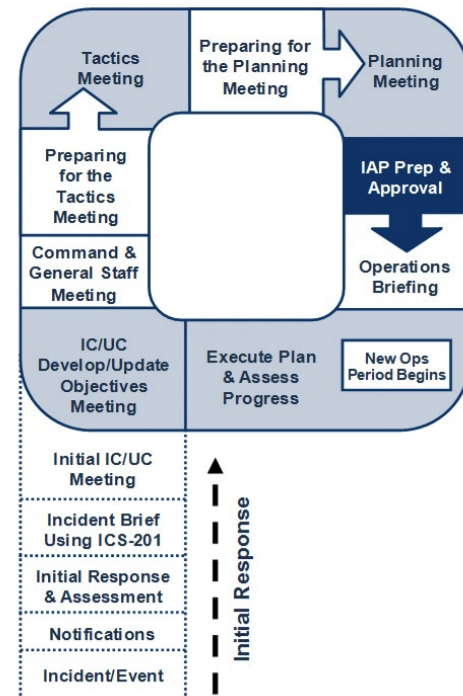 Tactics
Meeting
Preparing for
the Planning
Meeting
Planning
Meeting
Preparing
for the
Tactics
Meeting
IAP Prep &
Approval
Command &
General Staff
Meeting
Operations
Briefing
IC/UC
Develop/Update
Objectives
Meeting
Execute Plan
& Assess
Progress
New Ops
Period Begins
Initial IC/UC
Meeting
Incident Brief
Using ICS-201
Initial Response
& Assessment
Notifications
Incident/Event
Initial Response